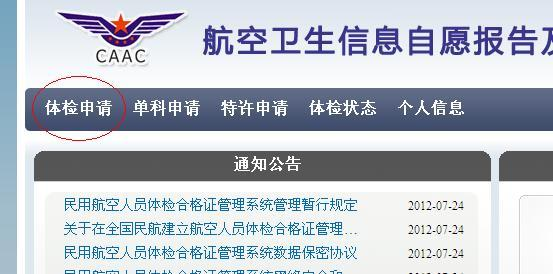 CAAC
航空卫生信息自愿报告及
体检申请 单科申请 特许申请 体检状态 个人信息
通知公告
民用航空人员体检合格证管理系统管理暂行规定 2012-07-24
关于在全国民航建立航空人员体检合格证管理... 2012-07-24
民用航空人员体检合格证管理系统数据保密协议 2012-07-24